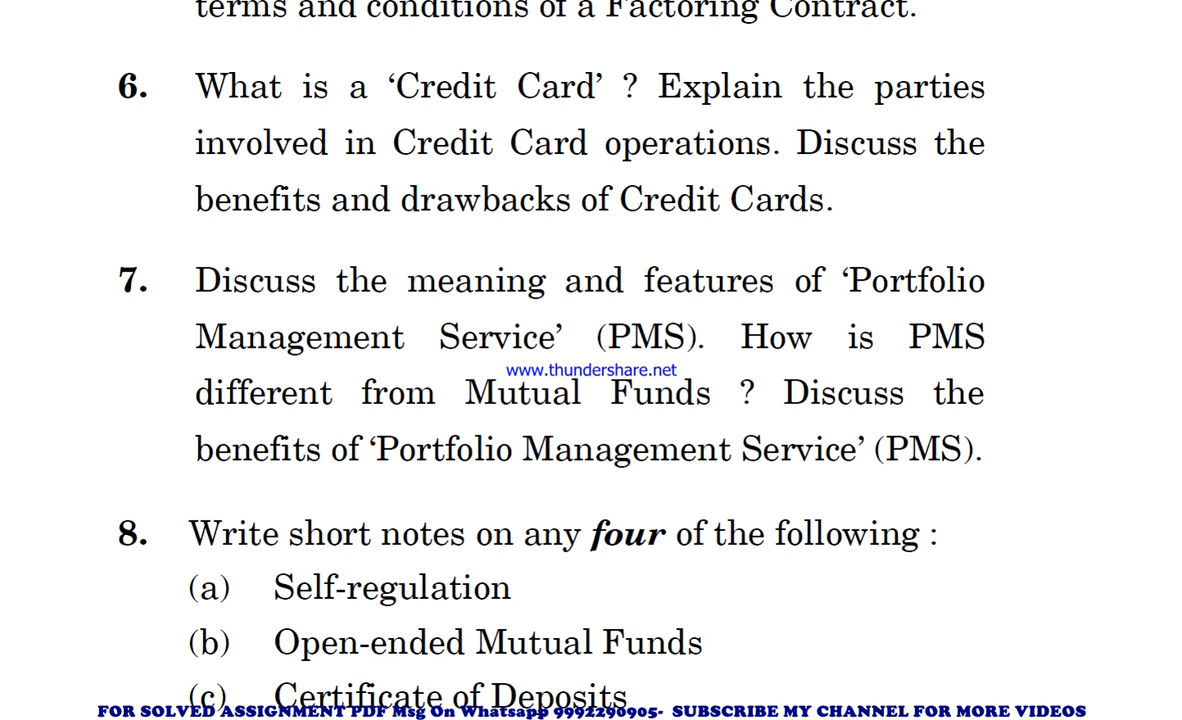 terms and conditions of a Factoring Contract.
6. What is a ‘Credit Card’ ? Explain the parties
involved in Credit Card operations. Discuss the
benefits and drawbacks of Credit Cards.
7. Discuss the meaning and features of ‘Portfolio
Management Service’ (PMS). How is PMS
www.thundershare.net
different from Mutual Funds ? Discuss the
benefits of ‘Portfolio Management Service’ (PMS).
8. Write short notes on any four of the following :
(a) Self-regulation
(b) Open-ended Mutual Funds
(c) Certificate of Deposits
FOR SOLVED ASSIGNMENT PDF Msg On Whatsapp 9992290905- SUBSCRIBE MY CHANNEL FOR MORE VIDEOS